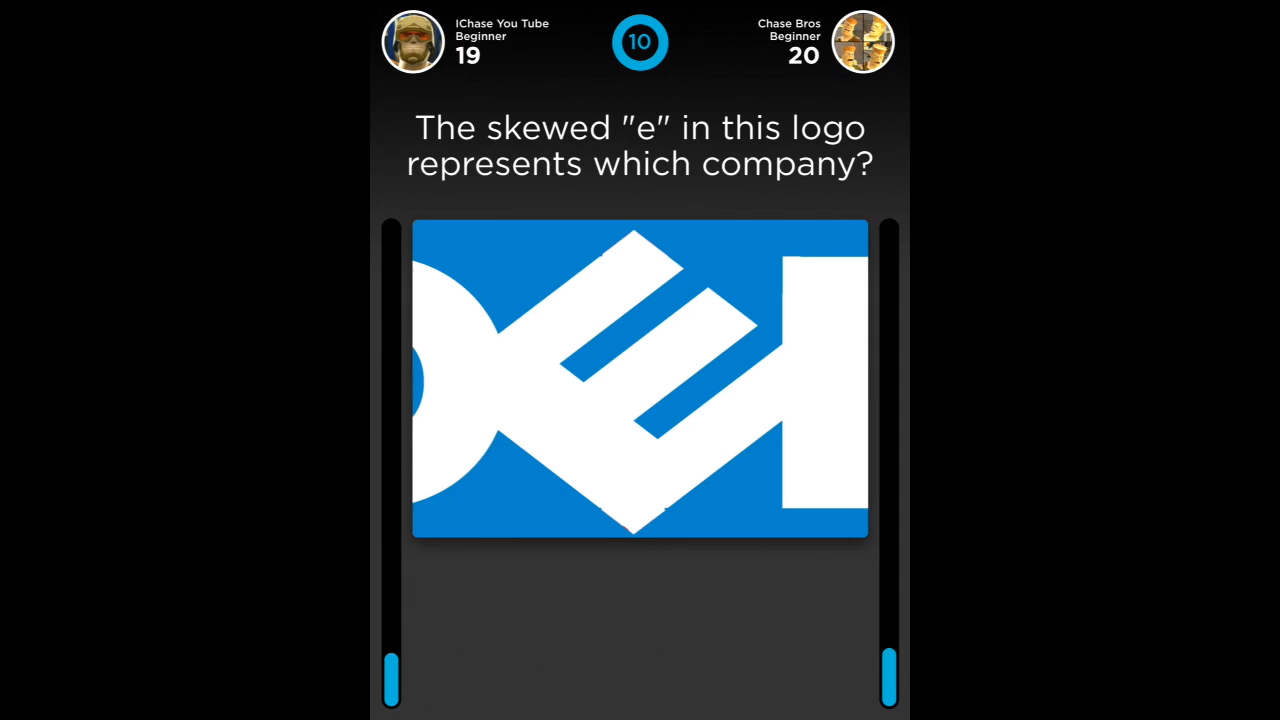 IChase You Tube
Beginner
19
10
Chase Bros
Beginner
20
The skewed "e" in this logo
represents which company?
E